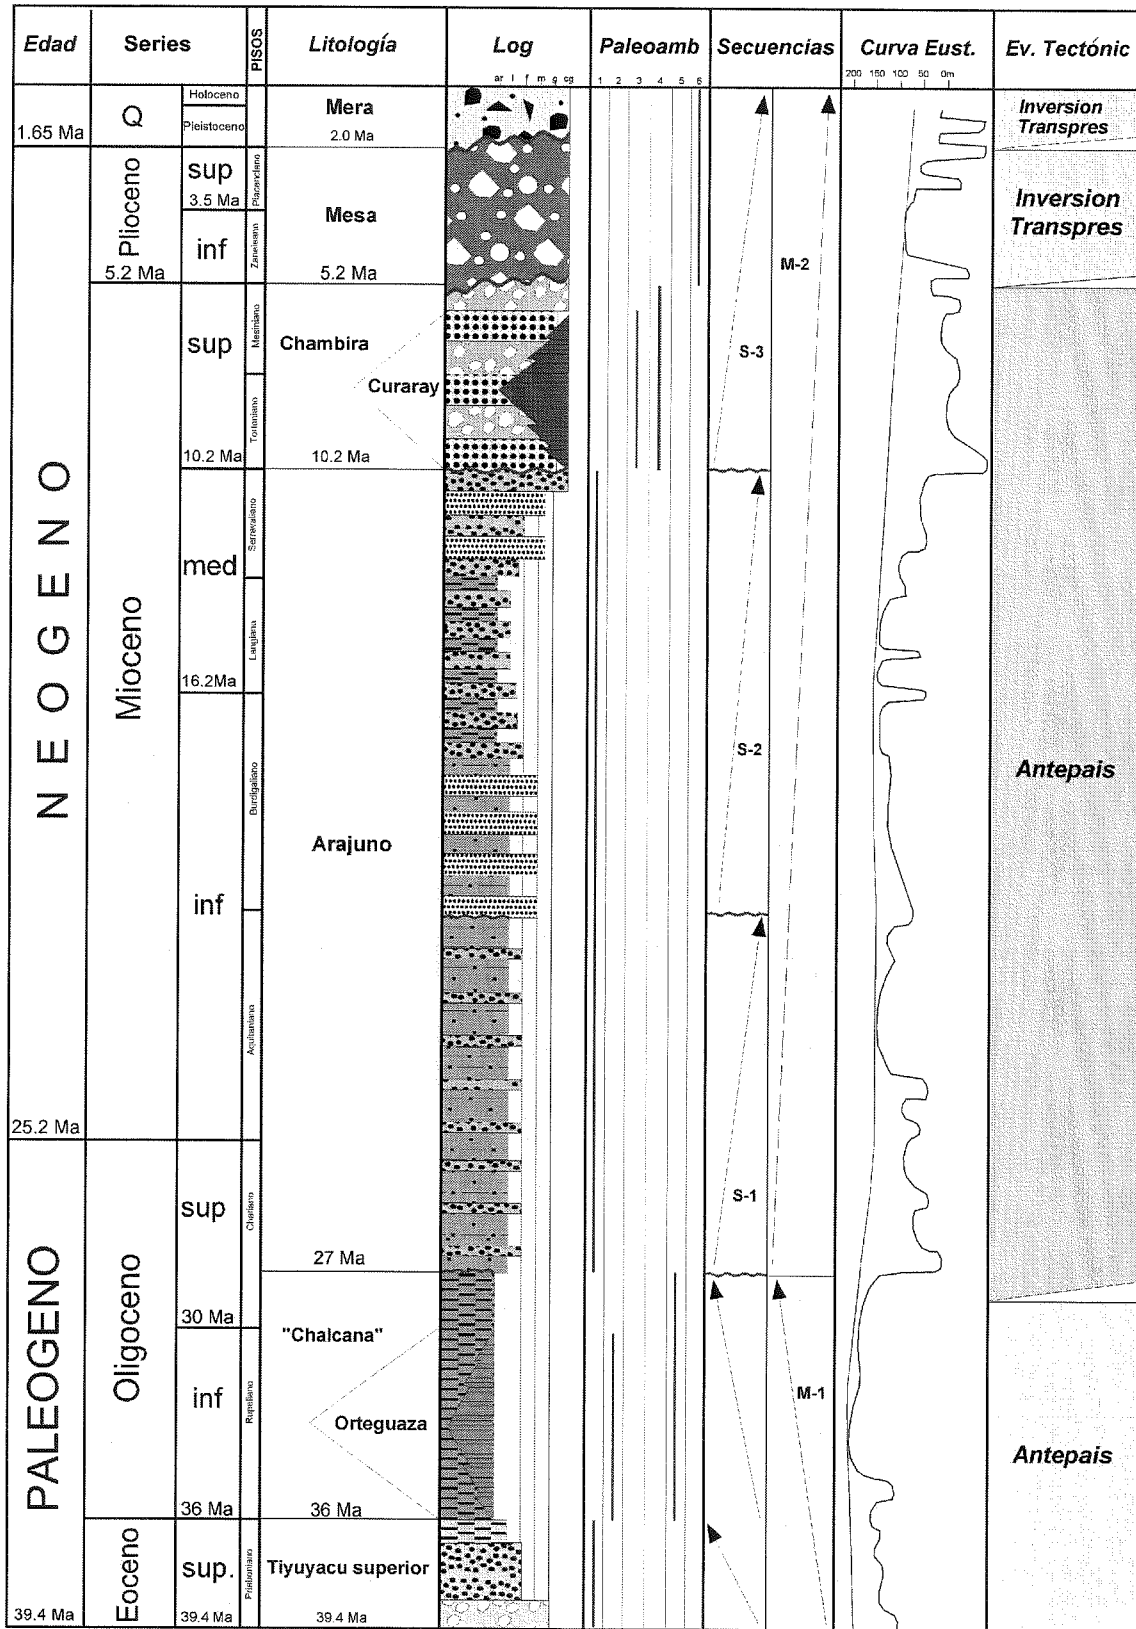 Edad
Series
PISOS
Litología
Log
Paleoamb
Secuencias
Curva Eust.
Ev. Tectónic
ar l f m g cg
1 2 3 4 5 6
200 150 100 50 0m
1.65 Ma
Q
Holoceno
Pleistoceno
Mera
2.0 Ma
Inversion
Transpres
NEOGENO
Plioceno
5.2 Ma
sup
3.5 Ma
inf
Placenciano
Zancleano
Mesa
5.2 Ma
Inversion
Transpres
M-2
Mioceno
sup
10.2 Ma
Mesiniano
Tortoniano
Chambira
Curaray
10.2 Ma
S-3
med
16.2Ma
Serravaliano
Langiano
S-2
Antepais
inf
Burdigaliano
Aquitaniano
Arajuno
25.2 Ma
PALEOGENO
Oligoceno
sup
30 Ma
Chatiano
27 Ma
S-1
"Chalcana"
inf
36 Ma
Rupeliano
Orteguaza
36 Ma
M-1
Antepais
Eoceno
sup.
39.4 Ma
39.4 Ma
Priaboniano
Tiyuyacu superior
39.4 Ma